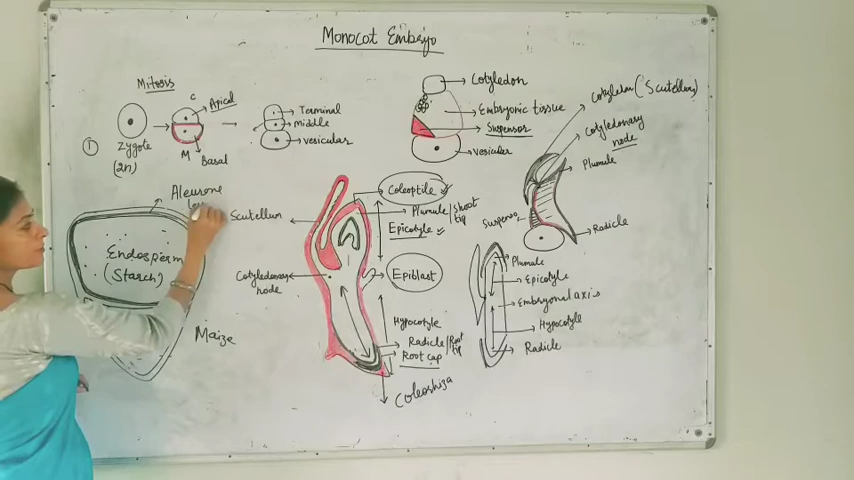 Monocot Embryo
Mitosis
①
Zygote
(2n)
C
Apical
M
Basal
Terminal
middle
vesicular
Cotyledon
Embryonic tissue
Suspensor
vesicular
Cotyledon (Scutellum)
Cotyledonary
node
Plumule
Suspenso
Radicle
Aleurone
Endosperm
(Starch)
Maize
Scutellum
Cotyledonary
node
Coleoptile
Plumule/Shoot
tip
Epicotyle
Epiblast
Hypocotyle
Radicle/Root
tip
Root cap
Coleorhiza
Plumule
Epicotyle
Embryonal axis
Hypocotyle
Radicle